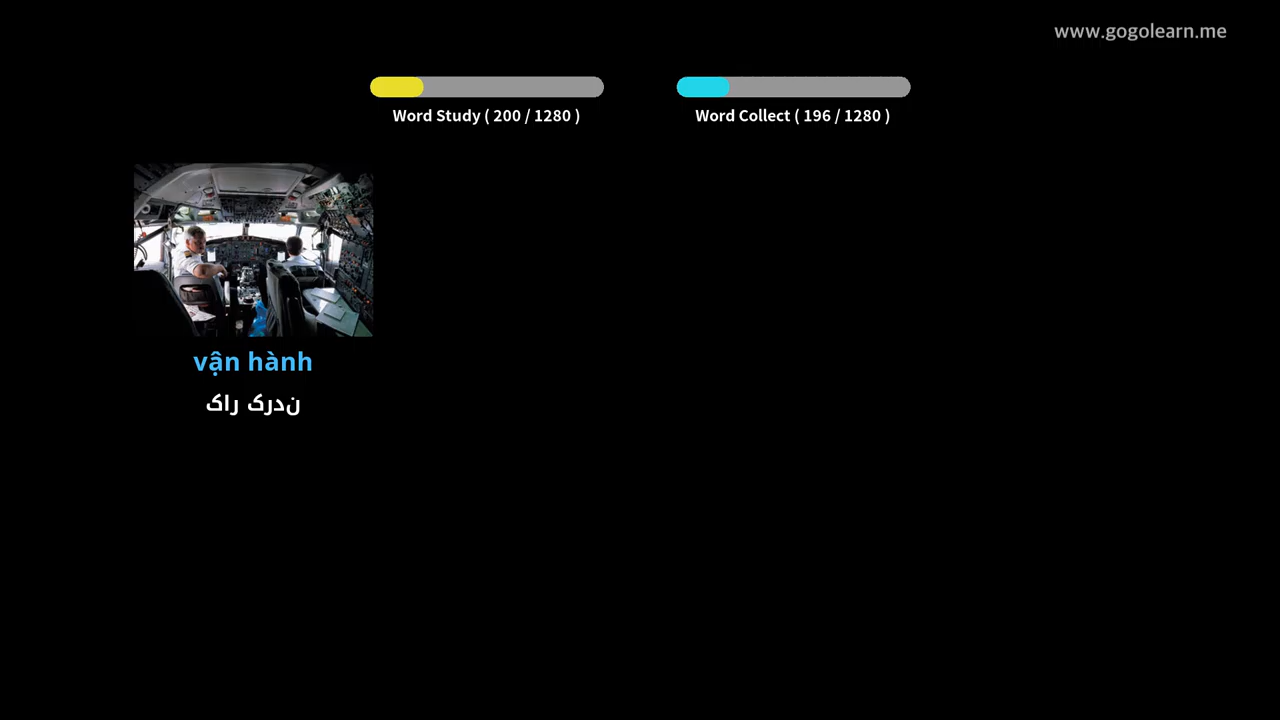 www.gogolearn.me
Word Study ( 200 / 1280 )
Word Collect ( 196 / 1280 )
vận hành
کار کردن